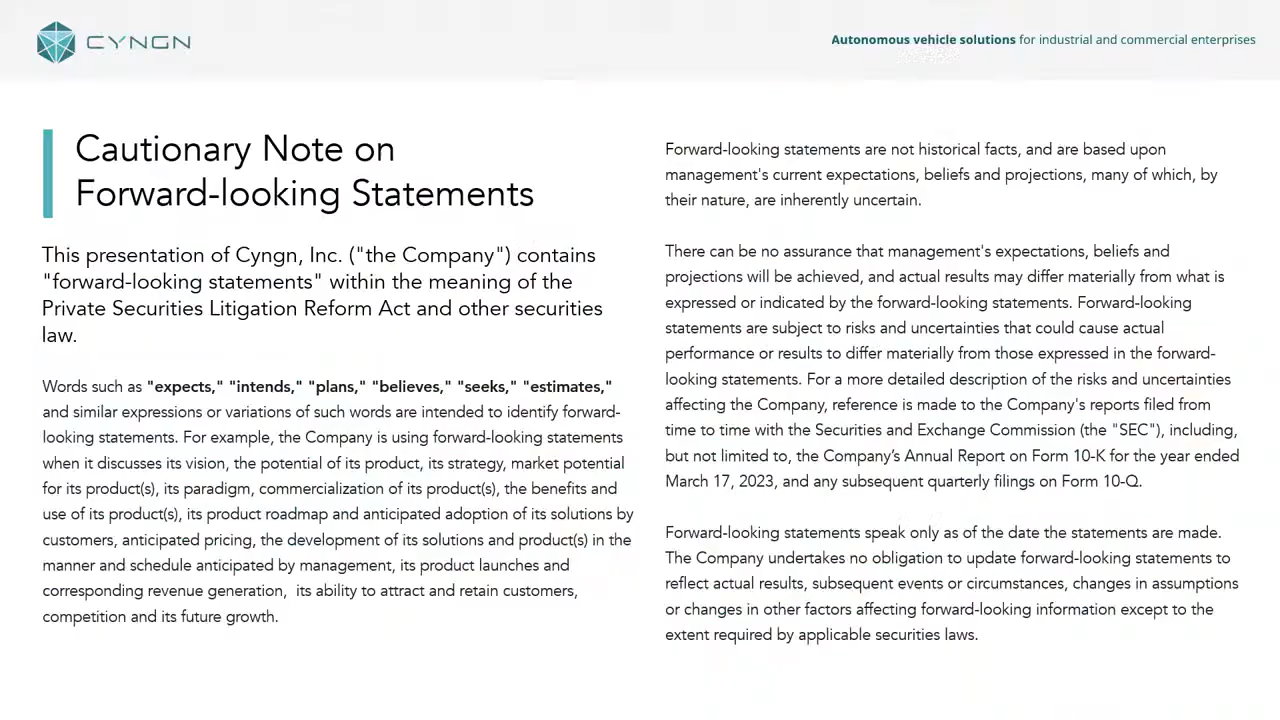 CYNGN
Autonomous vehicle solutions for industrial and commercial enterprises
Cautionary Note on
Forward-looking Statements
This presentation of Cyngn, Inc. ("the Company") contains
"forward-looking statements" within the meaning of the
Private Securities Litigation Reform Act and other securities
law.
Words such as "expects," "intends," "plans," "believes," "seeks," "estimates,"
and similar expressions or variations of such words are intended to identify forward-
looking statements. For example, the Company is using forward-looking statements
when it discusses its vision, the potential of its product, its strategy, market potential
for its product(s), its paradigm, commercialization of its product(s), the benefits and
use of its product(s), its product roadmap and anticipated adoption of its solutions by
customers, anticipated pricing, the development of its solutions and product(s) in the
manner and schedule anticipated by management, its product launches and
corresponding revenue generation,  its ability to attract and retain customers,
competition and its future growth.
Forward-looking statements are not historical facts, and are based upon
management's current expectations, beliefs and projections, many of which, by
their nature, are inherently uncertain.
There can be no assurance that management's expectations, beliefs and
projections will be achieved, and actual results may differ materially from what is
expressed or indicated by the forward-looking statements. Forward-looking
statements are subject to risks and uncertainties that could cause actual
performance or results to differ materially from those expressed in the forward-
looking statements. For a more detailed description of the risks and uncertainties
affecting the Company, reference is made to the Company's reports filed from
time to time with the Securities and Exchange Commission (the "SEC"), including,
but not limited to, the Company’s Annual Report on Form 10-K for the year ended
March 17, 2023, and any subsequent quarterly filings on Form 10-Q.
Forward-looking statements speak only as of the date the statements are made.
The Company undertakes no obligation to update forward-looking statements to
reflect actual results, subsequent events or circumstances, changes in assumptions
or changes in other factors affecting forward-looking information except to the
extent required by applicable securities laws.